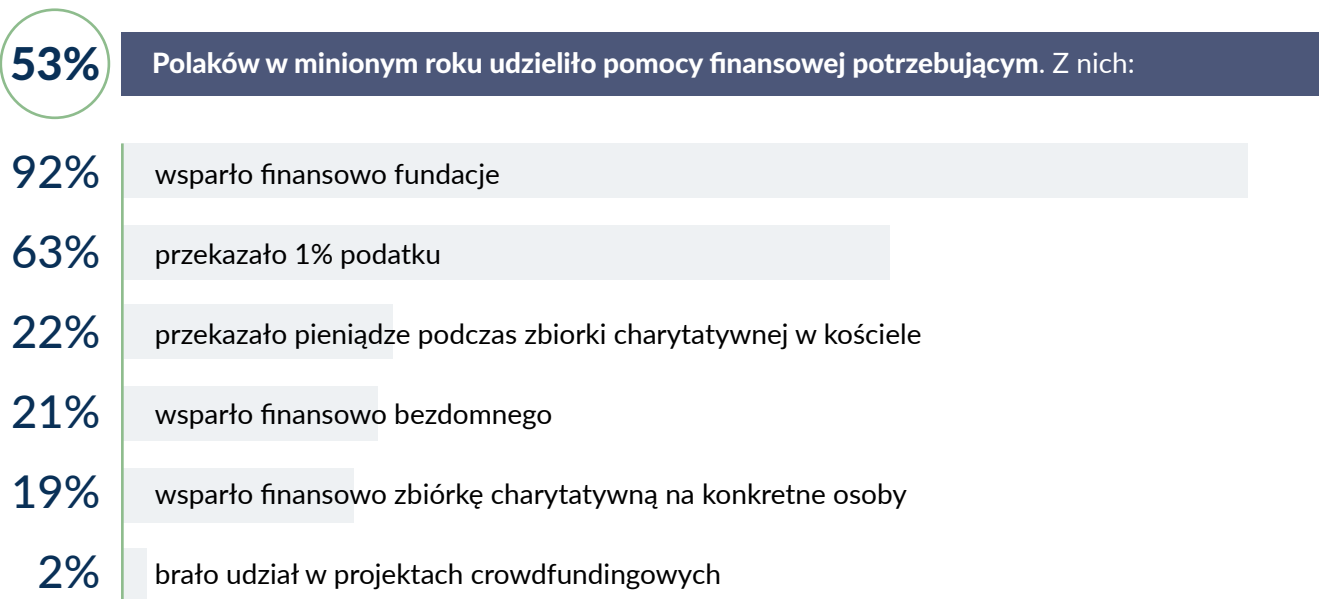 53% Polaków w minionym roku udzieliło pomocy finansowej potrzebującym. Z nich:
92% wsparło finansowo fundacje
63% przekazało 1% podatku
22% przekazało pieniądze podczas zbiorki charytatywnej w kościele
21% wsparło finansowo bezdomnego
19% wsparło finansowo zbiórkę charytatywną na konkretne osoby
2% brało udział w projektach crowdfundingowych